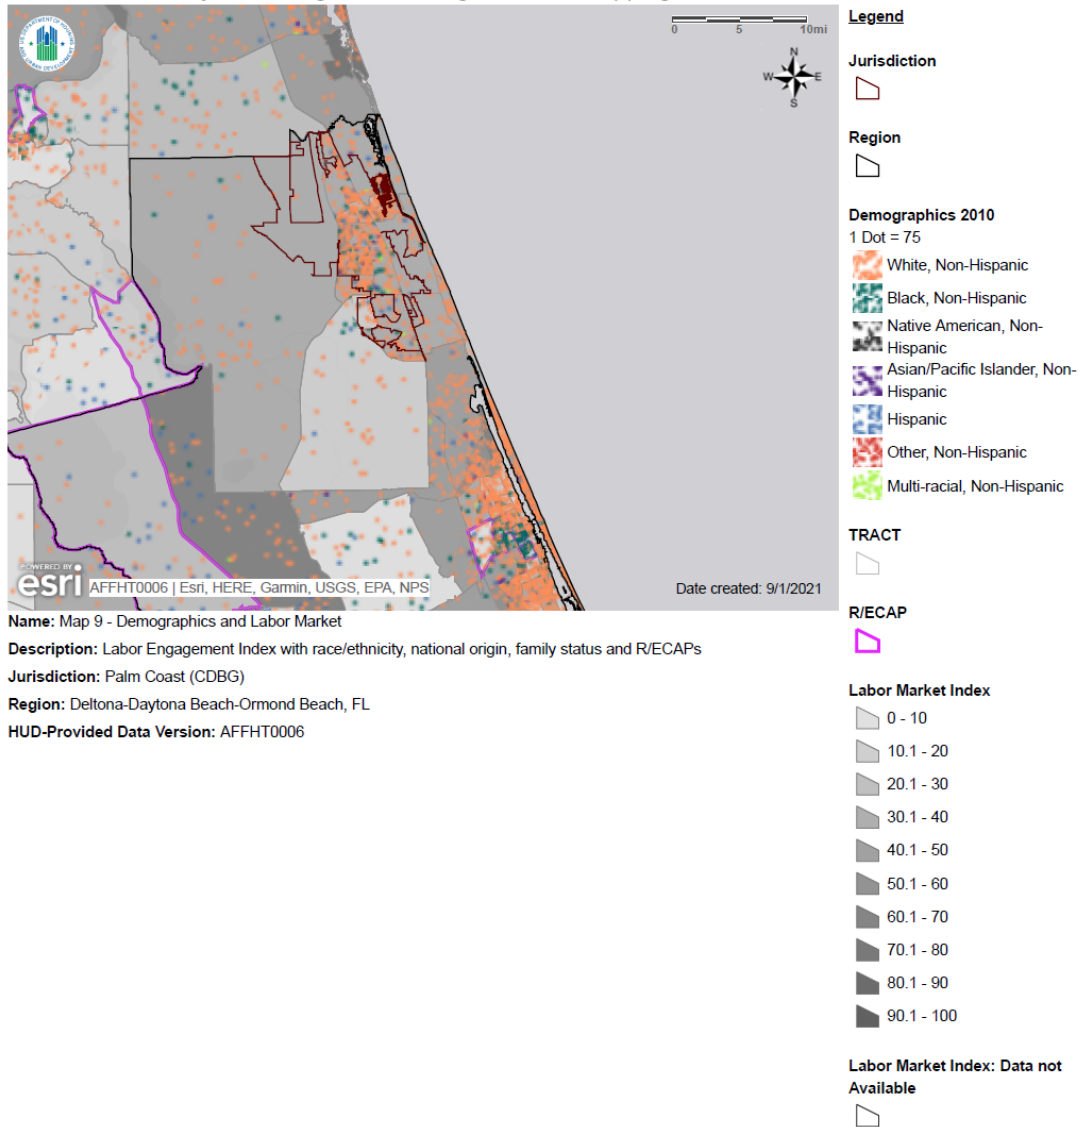 0 5 10mi
N
W E
S
POWERED BY
esri
AFFHT0006 | Esri, HERE, Garmin, USGS, EPA, NPS
Date created: 9/1/2021
Name: Map 9 - Demographics and Labor Market
Description: Labor Engagement Index with race/ethnicity, national origin, family status and R/ECAPs
Jurisdiction: Palm Coast (CDBG)
Region: Deltona-Daytona Beach-Ormond Beach, FL
HUD-Provided Data Version: AFFHT0006
Legend
Jurisdiction
Region
Demographics 2010
1 Dot = 75
White, Non-Hispanic
Black, Non-Hispanic
Native American, Non-
Hispanic
Asian/Pacific Islander, Non-
Hispanic
Hispanic
Other, Non-Hispanic
Multi-racial, Non-Hispanic
TRACT
R/ECAP
Labor Market Index
0 - 10
10.1 - 20
20.1 - 30
30.1 - 40
40.1 - 50
50.1 - 60
60.1 - 70
70.1 - 80
80.1 - 90
90.1 - 100
Labor Market Index: Data not
Available